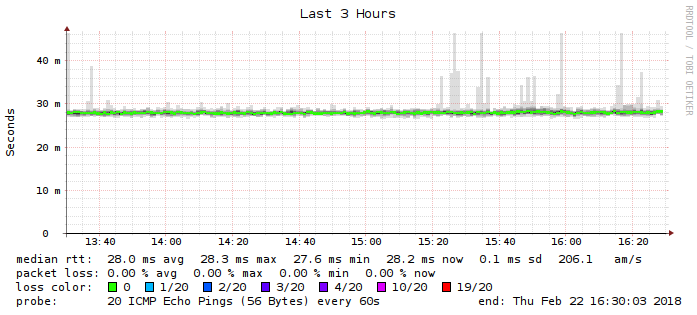 Last 3 Hours
RRDTOOL / TOBI OETIKER
Seconds
40 m
30 m
20 m
10 m
0
13:40 14:00 14:20 14:40 15:00 15:20 15:40 16:00 16:20
median rtt: 28.0 ms avg 28.3 ms max 27.6 ms min 28.2 ms now 0.1 ms sd 206.1 am/s
packet loss: 0.00 % avg 0.00 % max 0.00 % min 0.00 % now
loss color: 0 1/20 2/20 3/20 4/20 10/20 19/20
probe: 20 ICMP Echo Pings (56 Bytes) every 60s end: Thu Feb 22 16:30:03 2018